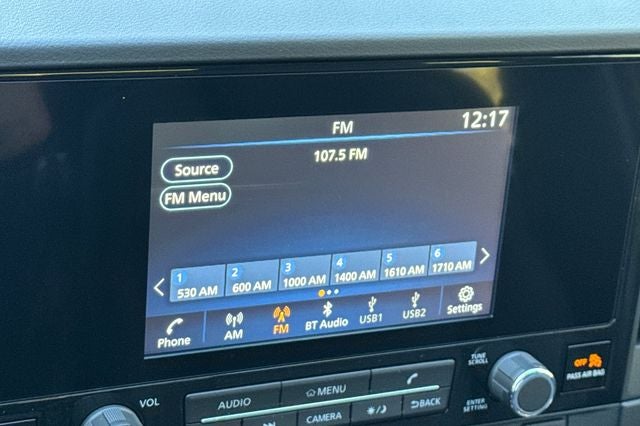 FM
12:17
107.5 FM
Source
FM Menu
1 530 AM
2 600 AM
3 1000 AM
4 1400 AM
5 1610 AM
6 1710 AM
Phone
AM
FM
BT Audio
USB1
USB2
Settings
VOL
AUDIO
MENU
CAMERA
BACK
TUNE
SCROLL
ENTER
SETTING
OFF
PASS AIR BAG